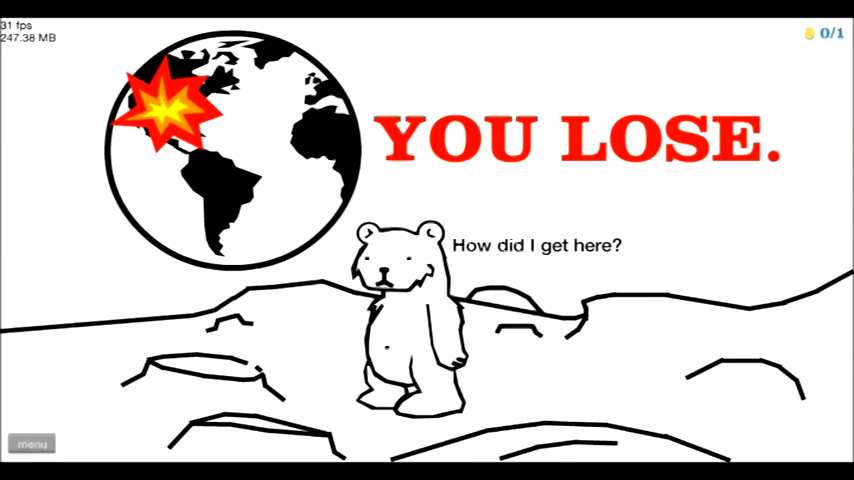 31 fps
247.38 MB
0/1
YOU LOSE.
How did I get here?
menu